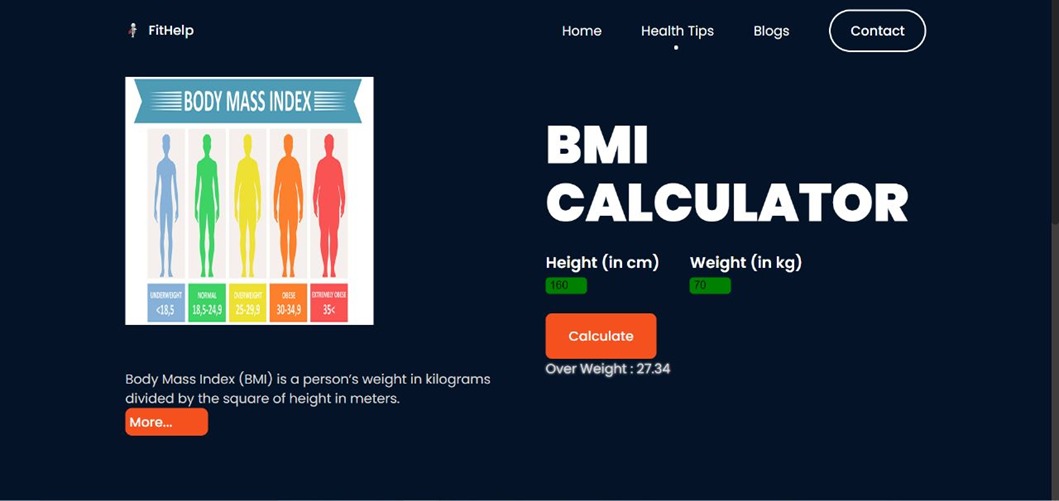 FitHelp
Home
Health Tips
Blogs
Contact
BODY MASS INDEX
UNDERWEIGHT
<18,5
NORMAL
18,5-24,9
OVERWEIGHT
25-29,9
OBESE
30-34,9
EXTREMELY OBESE
35<
Body Mass Index (BMI) is a person's weight in kilograms
divided by the square of height in meters.
More...
BMI
CALCULATOR
Height (in cm)
Weight (in kg)
160
70
Calculate
Over Weight : 27.34